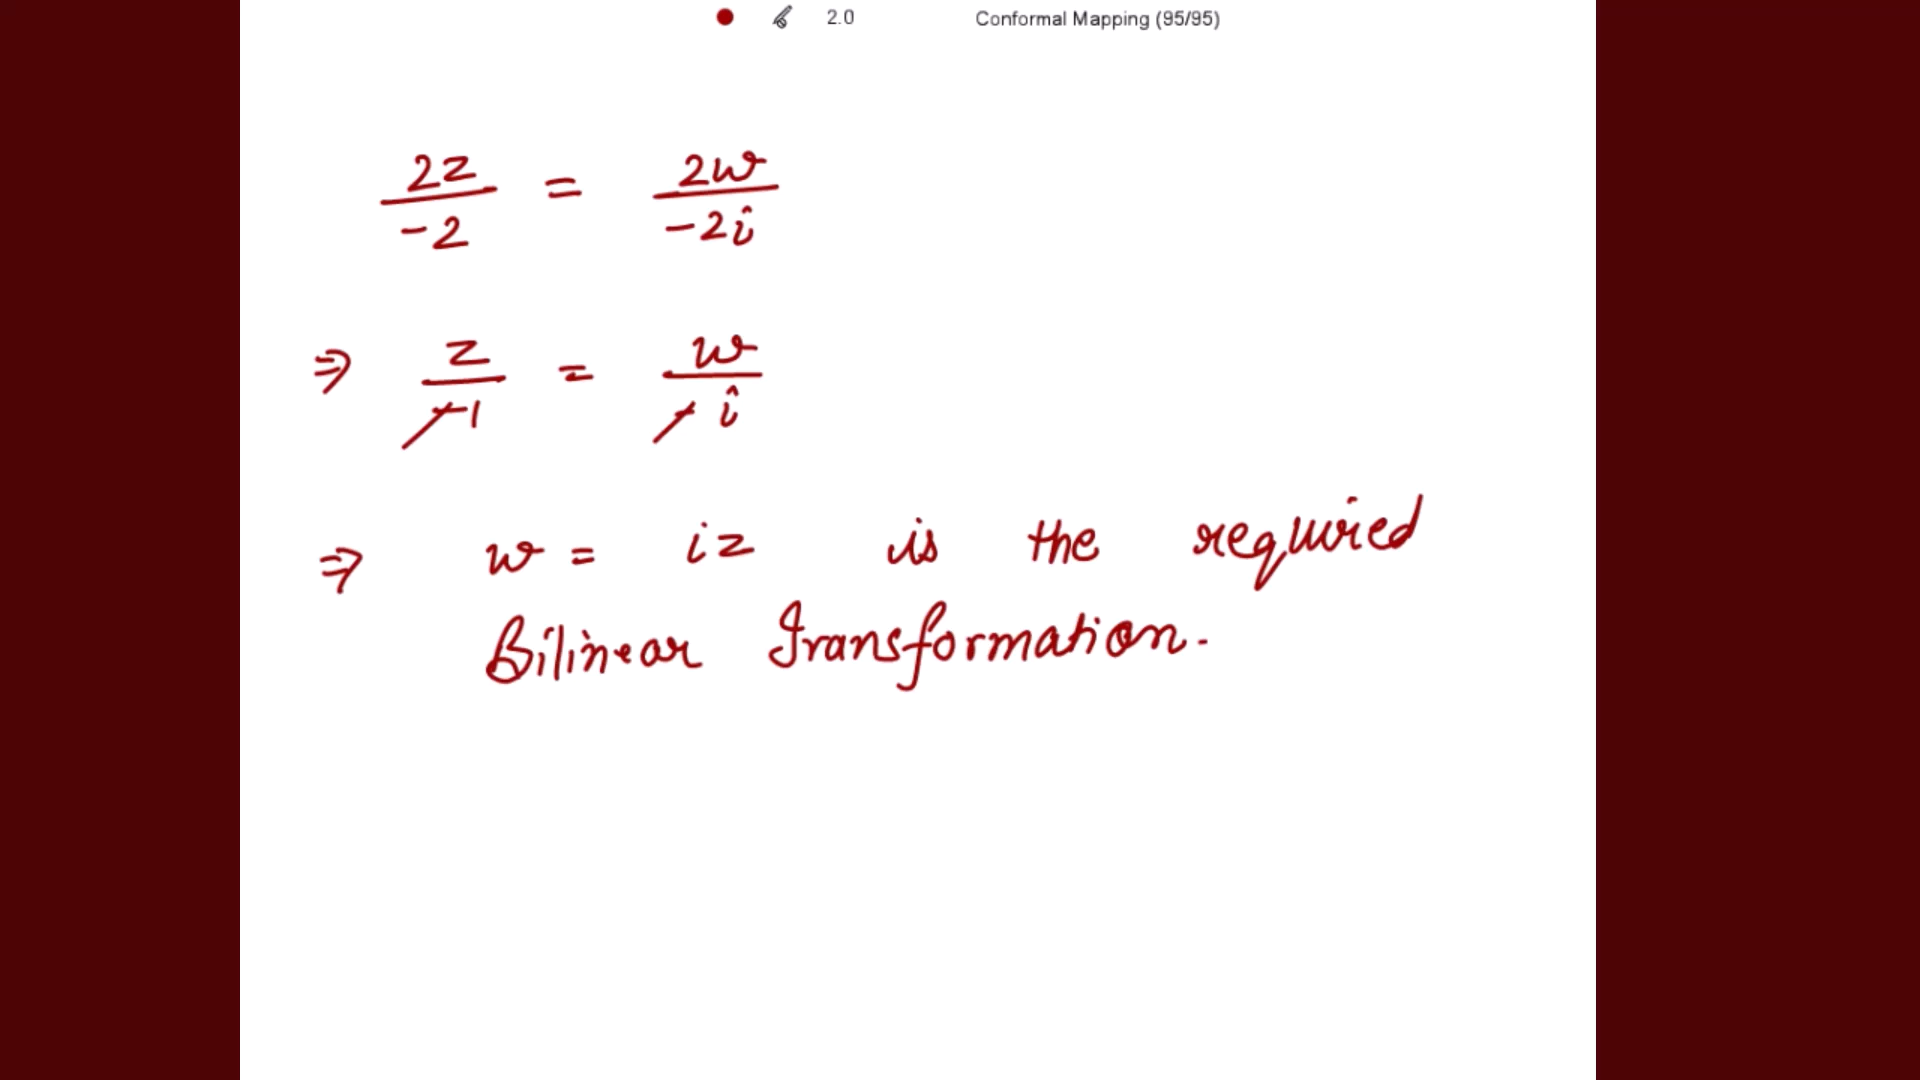 2.0 Conformal Mapping (95/95)
2z/-2 = 2w/-2i
⇒ z/-1 = w/-i
⇒ w = iz is the required
Bilinear Transformation.